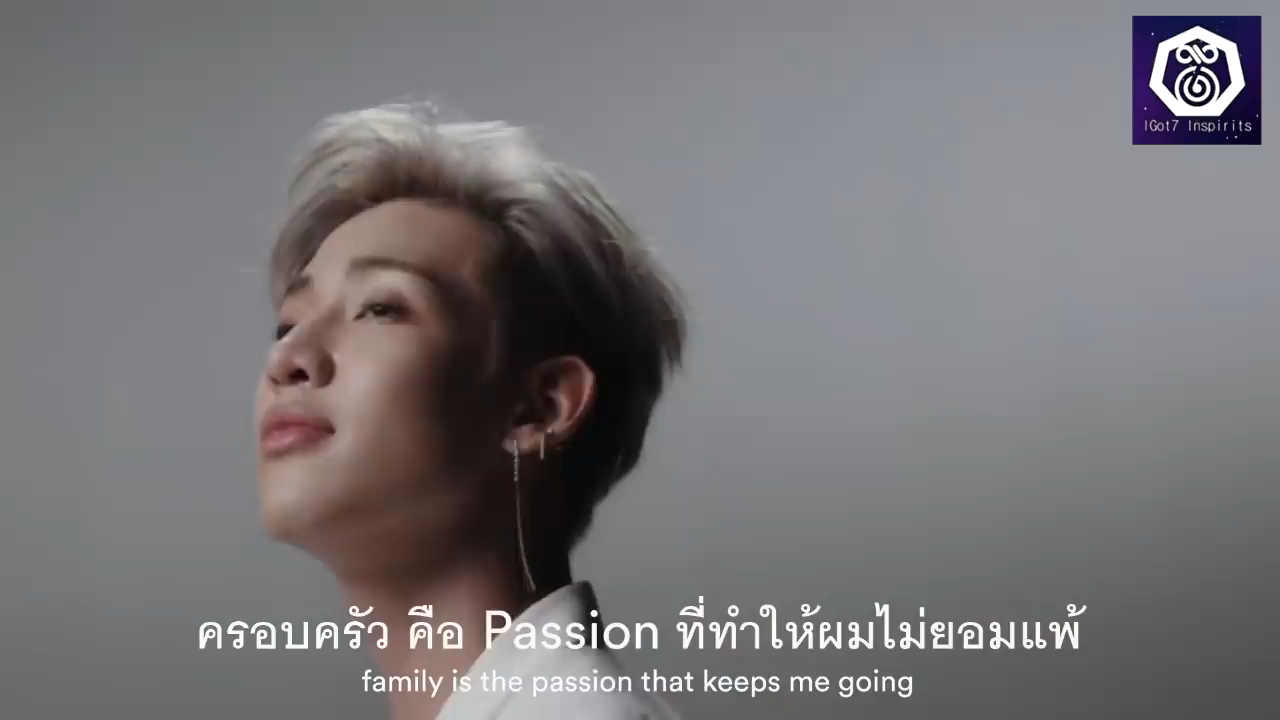 IGot7 Inspirits
ครอบครัว คือ Passion ที่ทำให้ผมไม่ยอมแพ้
family is the passion that keeps me going